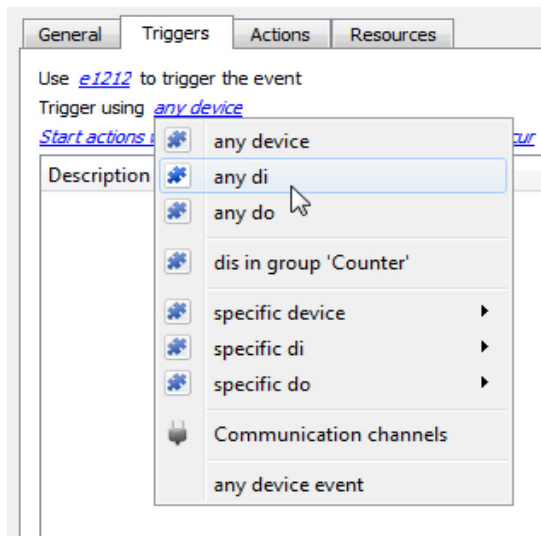 General Triggers Actions Resources
Use e1212 to trigger the event
Trigger using any device
Start actions
Description
any device
any di
any do
dis in group 'Counter'
specific device
specific di
specific do
Communication channels
any device event